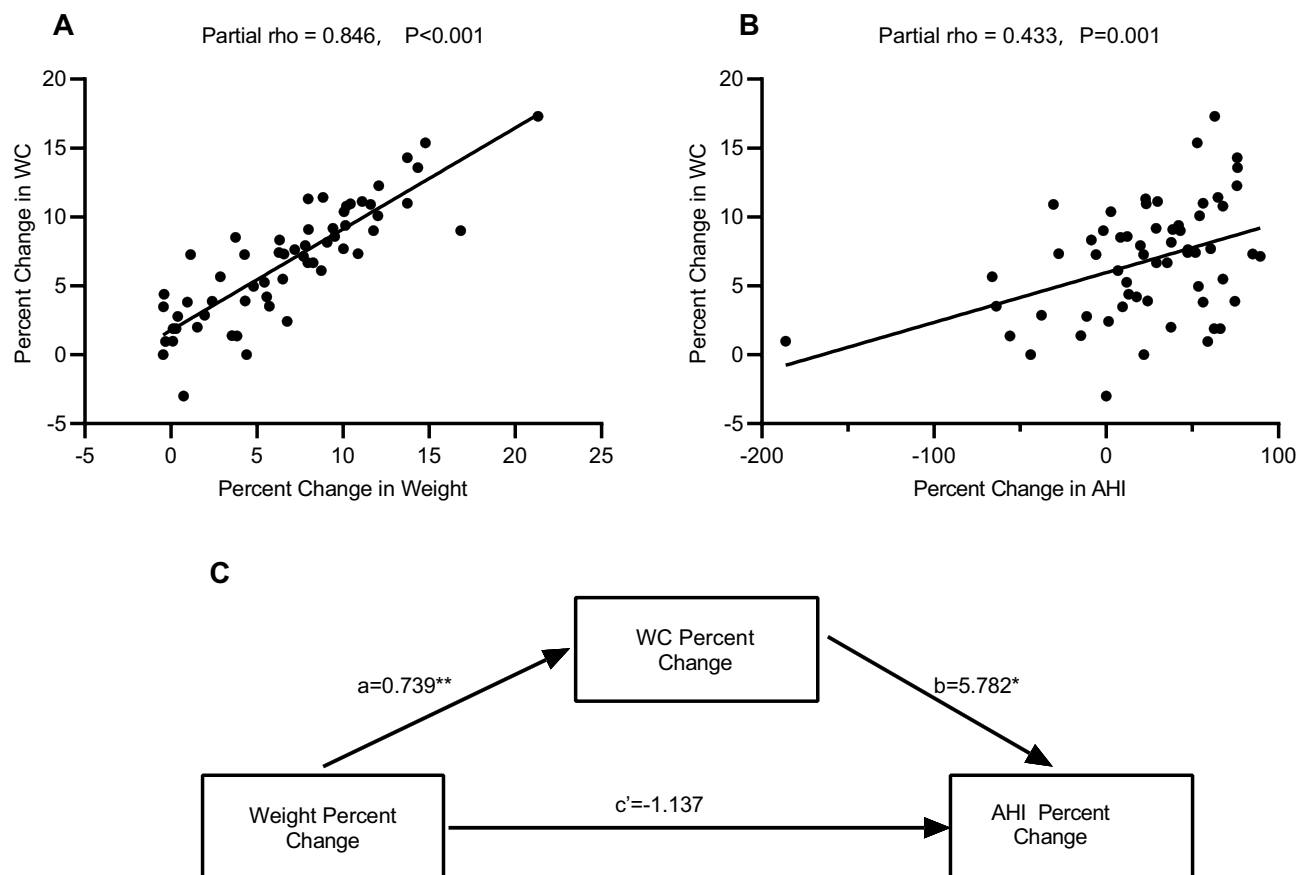 A
Partial rho = 0.846, P<0.001
Percent Change in WC
20
15
10
5
0
-5
-5 0 5 10 15 20 25
Percent Change in Weight
B
Partial rho = 0.433, P=0.001
Percent Change in WC
20
15
10
5
0
-5
-200 -100 0 100
Percent Change in AHI
C
WC Percent
Change
a=0.739**
b=5.782*
Weight Percent
Change
c’=-1.137
AHI Percent
Change